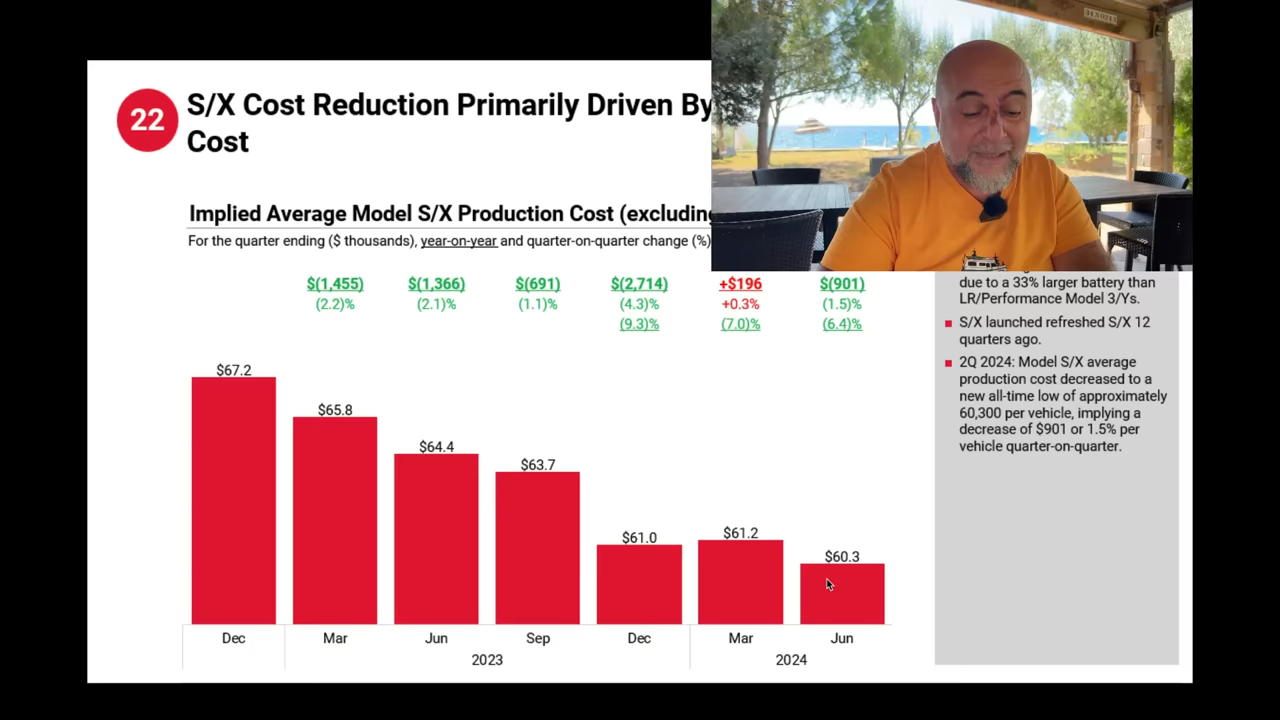 22
S/X Cost Reduction Primarily Driven By
Cost
Implied Average Model S/X Production Cost (excluding
For the quarter ending ($ thousands), year-on-year and quarter-on-quarter change (%)
$(1,455) $(1,366) $(691) $(2,714) +$196 $(901)
(2.2)% (2.1)% (1.1)% (4.3)% +0.3% (1.5)%
(9.3)% (7.0)% (6.4)%
$67.2
$65.8
$64.4
$63.7
$61.0
$61.2
$60.3
Dec Mar Jun Sep Dec Mar Jun
2023 2024
due to a 33% larger battery than
LR/Performance Model 3/Ys.
S/X launched refreshed S/X 12
quarters ago.
2Q 2024: Model S/X average
production cost decreased to a
new all-time low of approximately
60,300 per vehicle, implying a
decrease of $901 or 1.5% per
vehicle quarter-on-quarter.